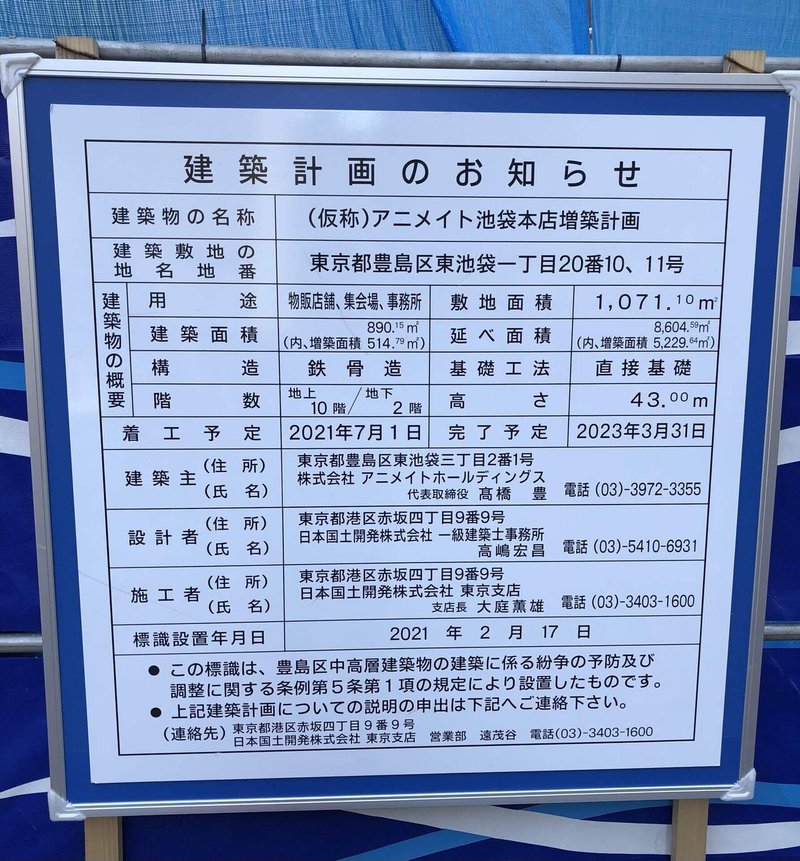 建築計画のお知らせ
建築物の名称 (仮称)アニメイト池袋本店増築計画
建築敷地の
地名地番 東京都豊島区東池袋一丁目20番10、11号
建築物の概要
用途 物販店舗、集会場、事務所 敷地面積 1,071.10㎡
建築面積 890.15㎡ (内、増築面積 514.79㎡) 延べ面積 8,604.59㎡ (内、増築面積 5,229.64㎡)
構造 鉄骨造 基礎工法 直接基礎
階数 地上10階/地下2階 高さ 43.00m
着工予定 2021年7月1日 完了予定 2023年3月31日
建築主 (住所) 東京都豊島区東池袋三丁目2番1号
(氏名) 株式会社 アニメイトホールディングス
代表取締役 髙橋 豊 電話(03)-3972-3355
設計者 (住所) 東京都港区赤坂四丁目9番9号
(氏名) 日本国土開発株式会社 一級建築士事務所
高嶋宏昌 電話(03)-5410-6931
施工者 (住所) 東京都港区赤坂四丁目9番9号
(氏名) 日本国土開発株式会社 東京支店
支店長 大庭薫雄 電話(03)-3403-1600
標識設置年月日 2021年2月17日
● この標識は、豊島区中高層建築物の建築に係る紛争の予防及び
調整に関する条例第5条第1項の規定により設置したものです。
● 上記建築計画についての説明の申出は下記へご連絡下さい。
(連絡先) 東京都港区赤坂四丁目9番9号
日本国土開発株式会社 東京支店 営業部 遠茂谷 電話(03)-3403-1600